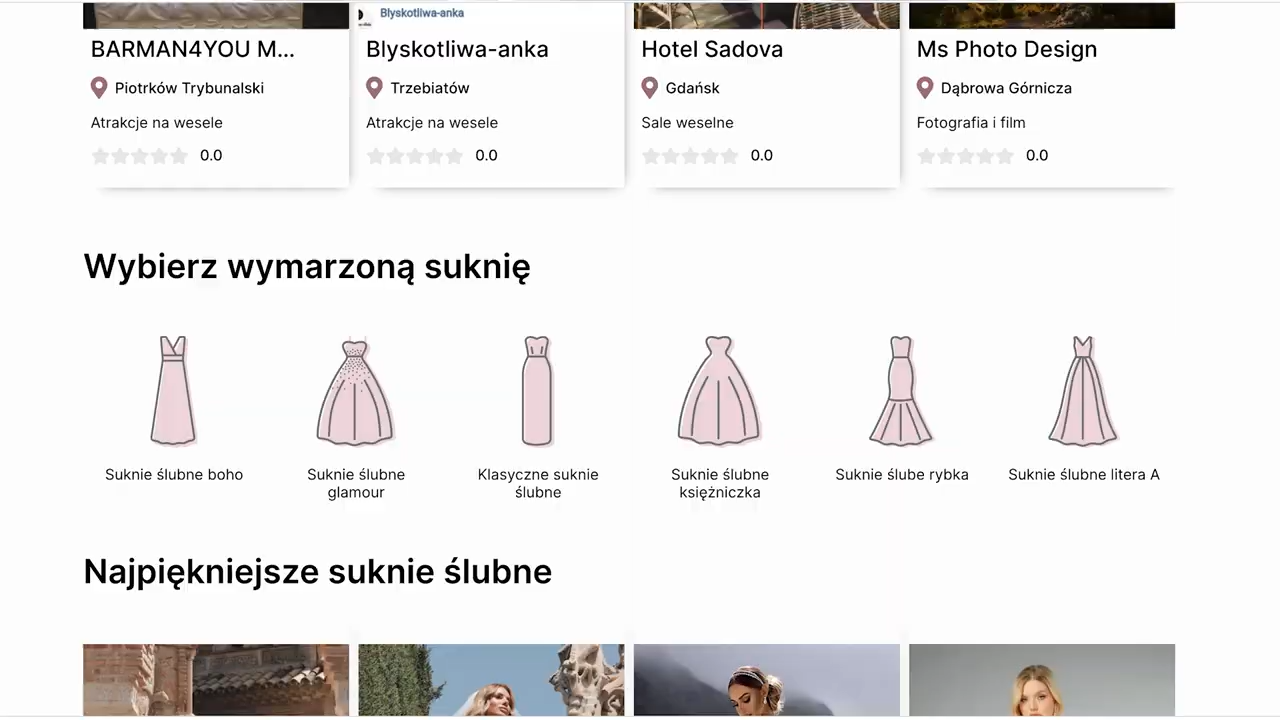 Blyskotliwa-anka
BARMAN4YOU M...
Blyskotliwa-anka
Hotel Sadova
Ms Photo Design
Piotrków Trybunalski
Trzebiatów
Gdańsk
Dąbrowa Górnicza
Atrakcje na wesele
Atrakcje na wesele
Sale weselne
Fotografia i film
0.0
0.0
0.0
0.0
Wybierz wymarzoną suknię
Suknie ślubne boho
Suknie ślubne
glamour
Klasyczne suknie
ślubne
Suknie ślubne
księżniczka
Suknie ślube rybka
Suknie ślubne litera A
Najpiękniejsze suknie ślubne